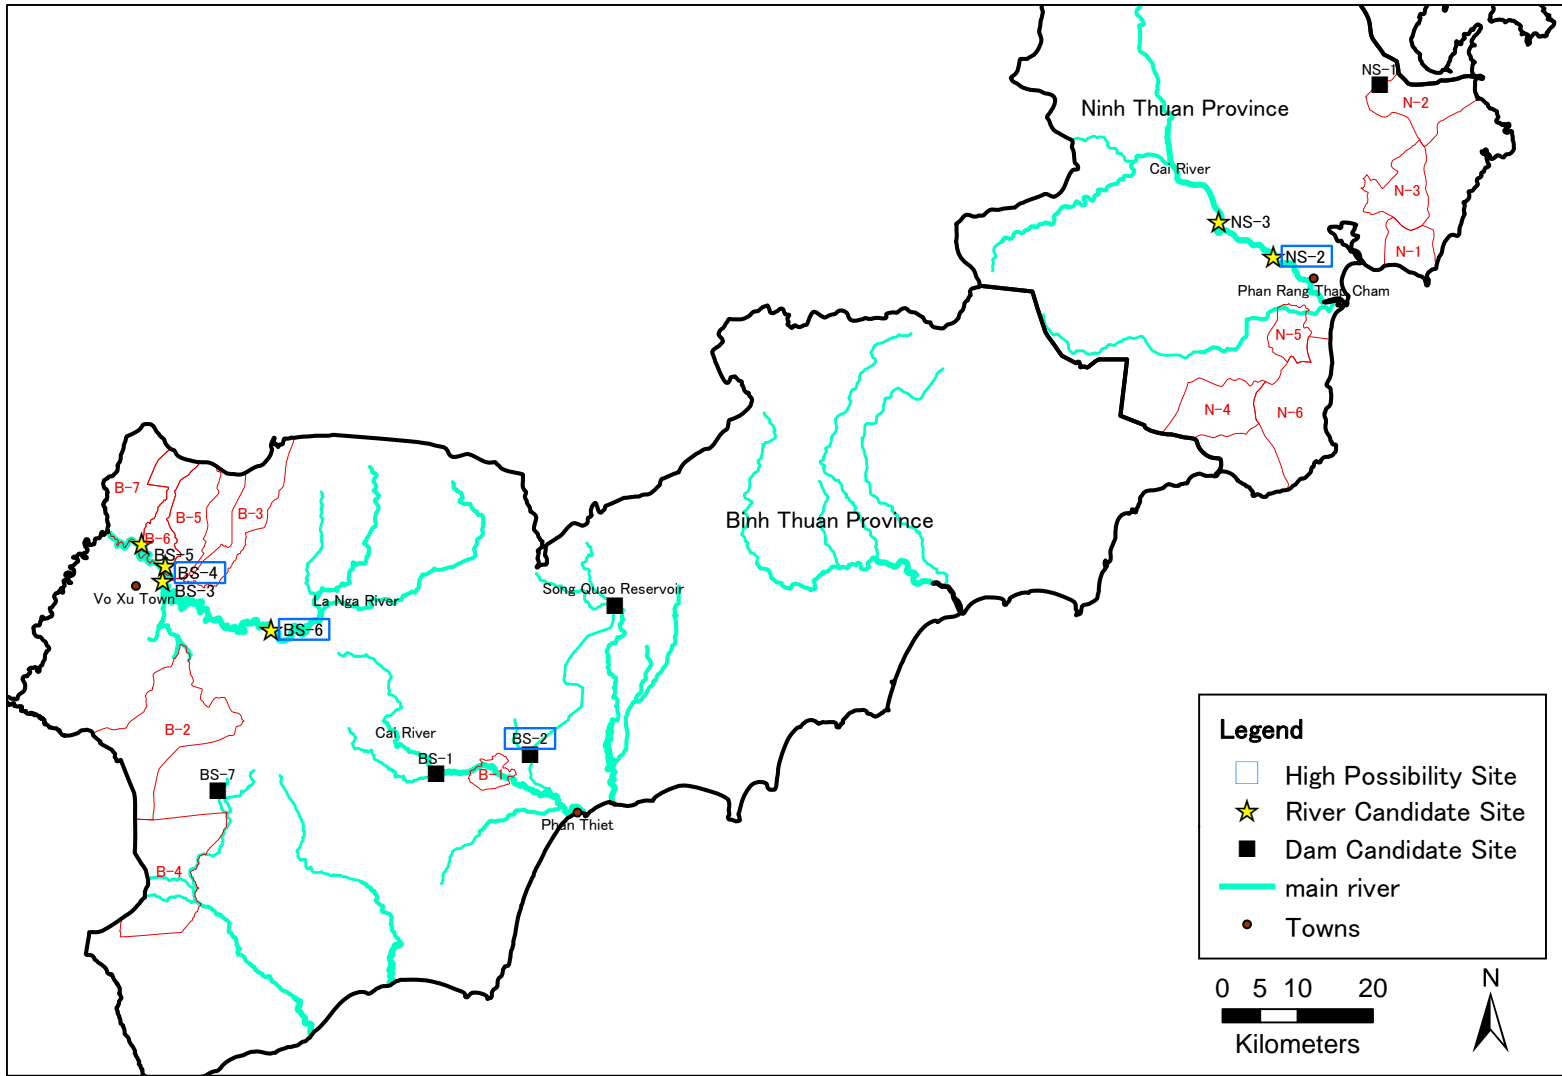 NS-1
N-2
Ninh Thuan Province
Cai River
N-3
NS-3
N-1
NS-2
Phan Rang Thap Cham
N-5
N-4
N-6
B-7
B-5
B-3
Binh Thuan Province
B-6
BS-5
BS-4
BS-3
Vo Xu Town
La Nga River
Song Quao Reservoir
BS-6
B-2
Cai River
BS-2
BS-1
B-1
BS-7
Phan Thiet
B-4
Legend
High Possibility Site
River Candidate Site
Dam Candidate Site
main river
Towns
N
0 5 10 20
Kilometers